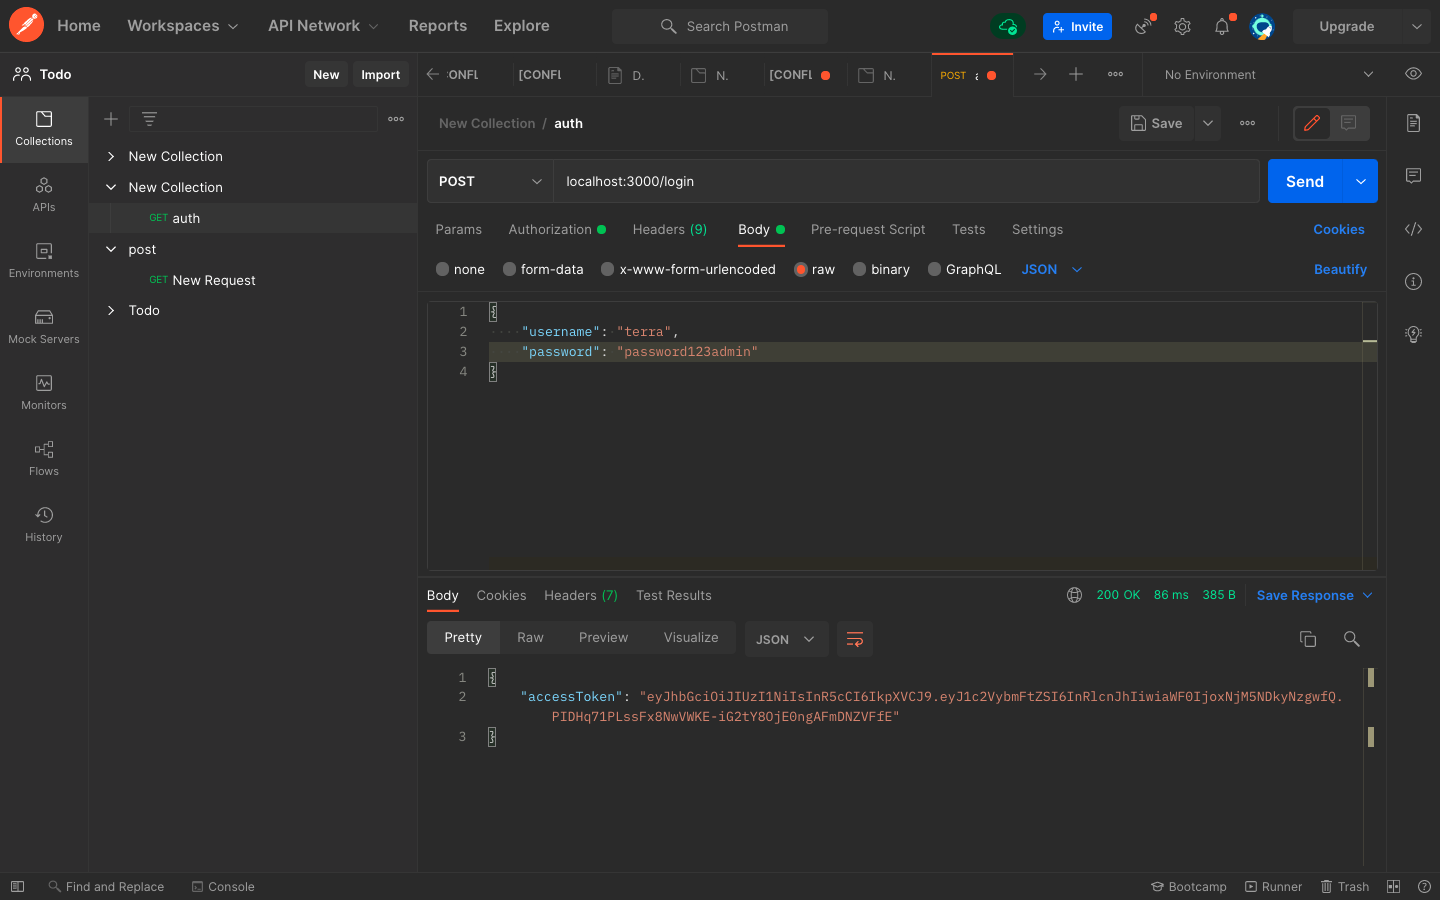 Home
Workspaces
API Network
Reports
Explore
Search Postman
Invite
Upgrade
Todo
New
Import
CONFL
[CONFL
D.
N.
[CONFL
N.
POST
No Environment
Collections
APIs
Environments
Mock Servers
Monitors
Flows
History
New Collection
New Collection
GET auth
post
GET New Request
Todo
New Collection / auth
Save
POST
localhost:3000/login
Send
Params
Authorization
Headers (9)
Body
Pre-request Script
Tests
Settings
Cookies
none
form-data
x-www-form-urlencoded
raw
binary
GraphQL
JSON
Beautify
1 {
2 "username": "terra",
3 "password": "password123admin"
4 }
Body
Cookies
Headers (7)
Test Results
200 OK
86 ms
385 B
Save Response
Pretty
Raw
Preview
Visualize
JSON
1 {
2 "accessToken": "eyJhbGciOiJIUzI1NiIsInR5cCI6IkpXVCJ9.eyJ1c2VybmFtZSI6InRlcnJhIiwiaWF0IjoxNjM5NDkyNzgwfQ.
PIDHq71PLssFx8NwVWKE-iG2tY8OjE0ngAFmDNZVFfE"
3 }
Find and Replace
Console
Bootcamp
Runner
Trash